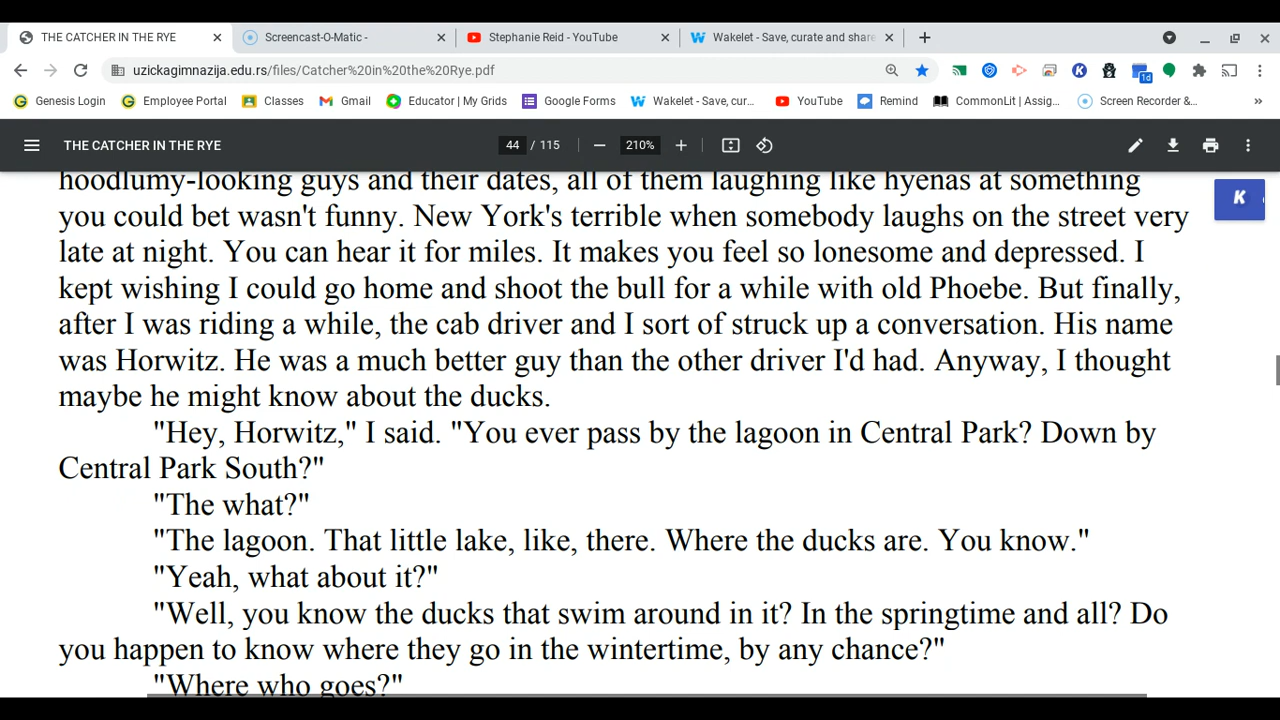 THE CATCHER IN THE RYE
Screencast-O-Matic -
Stephanie Reid - YouTube
Wakelet - Save, curate and share
uzickagimnazija.edu.rs/files/Catcher%20in%20the%20Rye.pdf
1d
Genesis Login
Employee Portal
Classes
Gmail
Educator | My Grids
Google Forms
Wakelet - Save, cur...
YouTube
Remind
CommonLit | Assig...
Screen Recorder &...
THE CATCHER IN THE RYE
44 / 115
210%
hoodlumy-looking guys and their dates, all of them laughing like hyenas at something
you could bet wasn't funny. New York's terrible when somebody laughs on the street very
late at night. You can hear it for miles. It makes you feel so lonesome and depressed. I
kept wishing I could go home and shoot the bull for a while with old Phoebe. But finally,
after I was riding a while, the cab driver and I sort of struck up a conversation. His name
was Horwitz. He was a much better guy than the other driver I'd had. Anyway, I thought
maybe he might know about the ducks.
"Hey, Horwitz," I said. "You ever pass by the lagoon in Central Park? Down by
Central Park South?"
"The what?"
"The lagoon. That little lake, like, there. Where the ducks are. You know."
"Yeah, what about it?"
"Well, you know the ducks that swim around in it? In the springtime and all? Do
you happen to know where they go in the wintertime, by any chance?"
"Where who goes?"
K